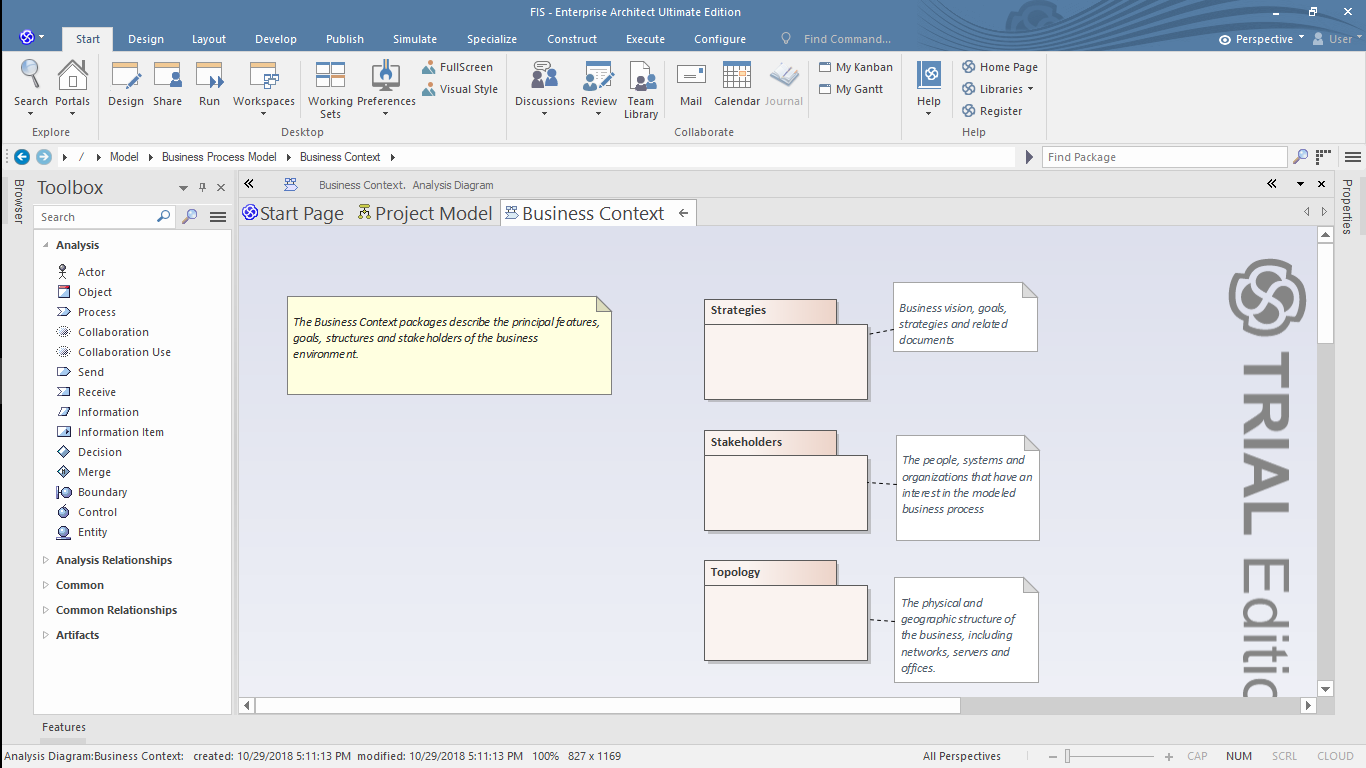 FIS - Enterprise Architect Ultimate Edition
Start Design Layout Develop Publish Simulate Specialize Construct Execute Configure Find Command... Perspective User
Search Portals
Explore
Design Share Run Workspaces Working Sets Preferences FullScreen Visual Style
Desktop
Discussions Review Team Library Mail Calendar Journal My Kanban My Gantt
Collaborate
Help Home Page Libraries Register
Help
/ Model Business Process Model Business Context Find Package
Browser
Toolbox
Search
Analysis
Actor
Object
Process
Collaboration
Collaboration Use
Send
Receive
Information
Information Item
Decision
Merge
Boundary
Control
Entity
Analysis Relationships
Common
Common Relationships
Artifacts
Features
Business Context. Analysis Diagram
Start Page Project Model Business Context
Properties
The Business Context packages describe the principal features,
goals, structures and stakeholders of the business
environment.
Strategies
Business vision, goals,
strategies and related
documents
Stakeholders
The people, systems and
organizations that have an
interest in the modeled
business process
Topology
The physical and
geographic structure of
the business, including
networks, servers and
offices.
TRIAL Editio
Analysis Diagram:Business Context: created: 10/29/2018 5:11:13 PM modified: 10/29/2018 5:11:13 PM 100% 827 x 1169
All Perspectives CAP NUM SCRL CLOUD